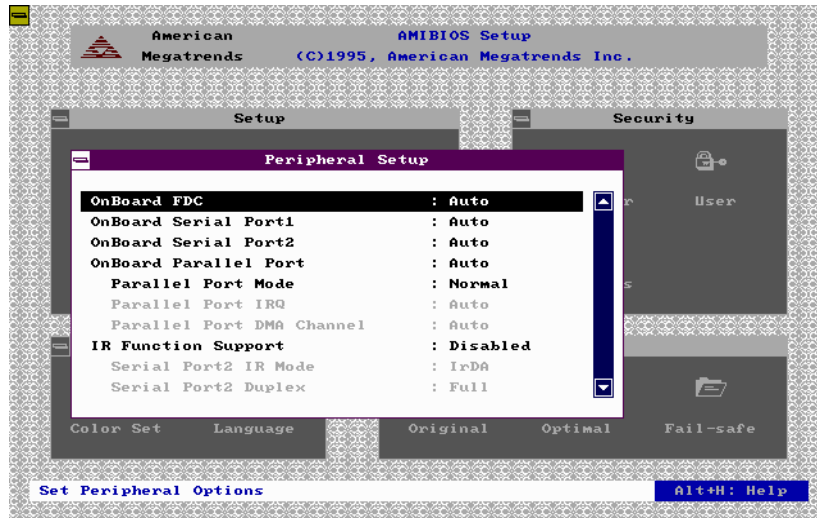 American AMIBIOS Setup
Megatrends (C)1995, American Megatrends Inc.
Setup Security
Peripheral Setup
OnBoard FDC : Auto
User
OnBoard Serial Port1 : Auto
OnBoard Serial Port2 : Auto
OnBoard Parallel Port : Auto
Parallel Port Mode : Normal
Parallel Port IRQ : Auto
Parallel Port DMA Channel : Auto
IR Function Support : Disabled
Serial Port2 IR Mode : IrDA
Serial Port2 Duplex : Full
Color Set Language Original Optimal Fail-safe
Set Peripheral Options Alt+H: Help